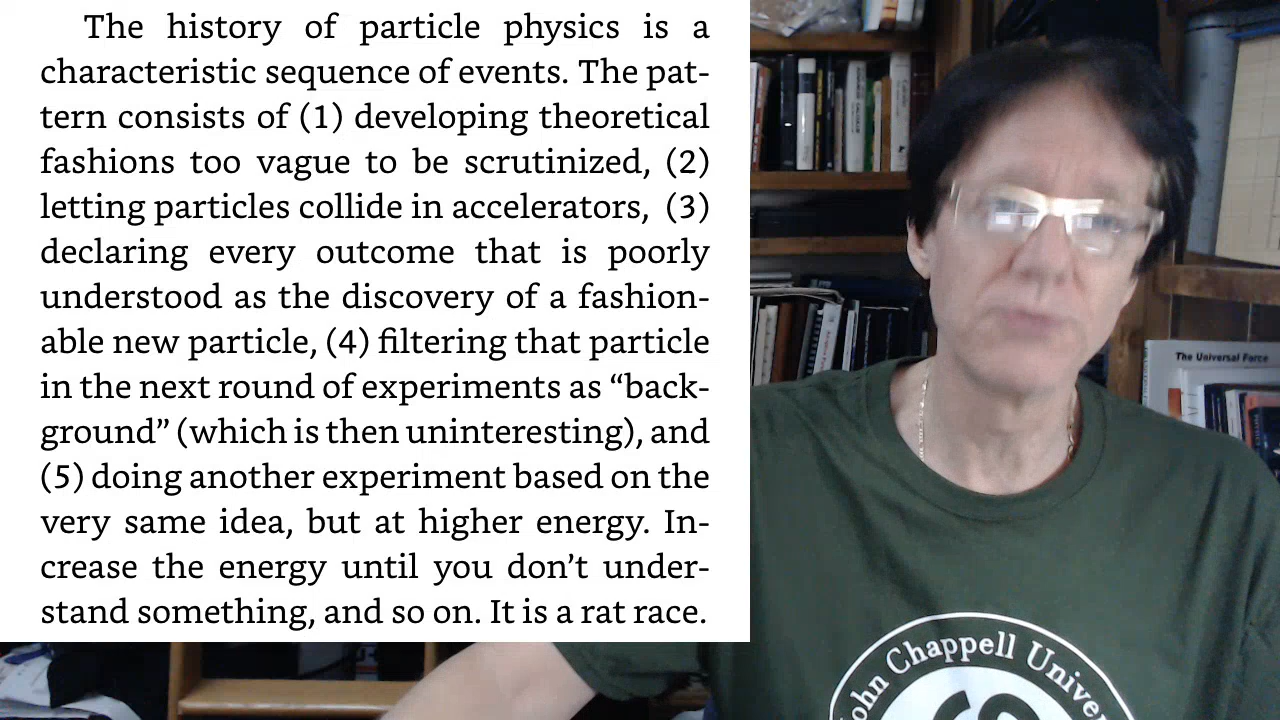 The history of particle physics is a
characteristic sequence of events. The pat-
tern consists of (1) developing theoretical
fashions too vague to be scrutinized, (2)
letting particles collide in accelerators, (3)
declaring every outcome that is poorly
understood as the discovery of a fashion-
able new particle, (4) filtering that particle
in the next round of experiments as “back-
ground” (which is then uninteresting), and
(5) doing another experiment based on the
very same idea, but at higher energy. In-
crease the energy until you don’t under-
stand something, and so on. It is a rat race.
The Universal Force
ohn Chappell Univer